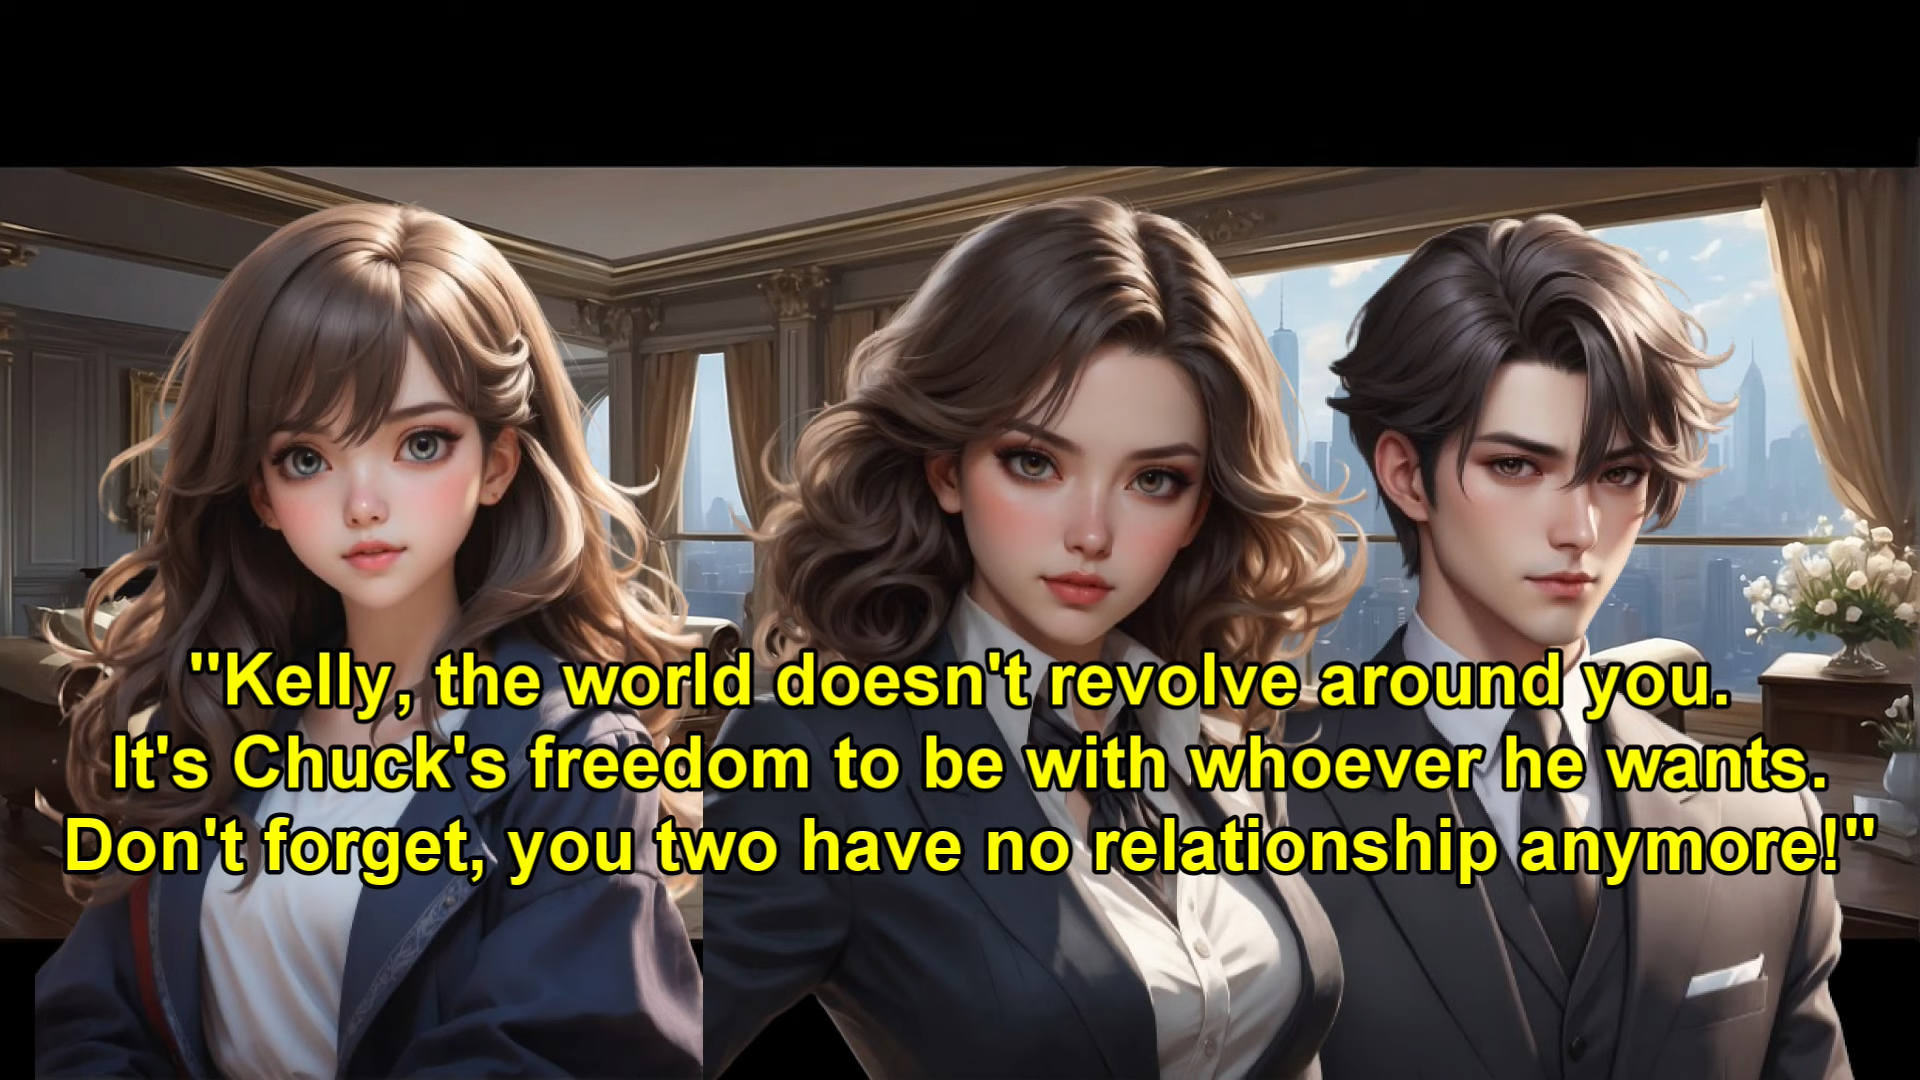 "Kelly, the world doesn't revolve around you.
It's Chuck's freedom to be with whoever he wants.
Don't forget, you two have no relationship anymore!"